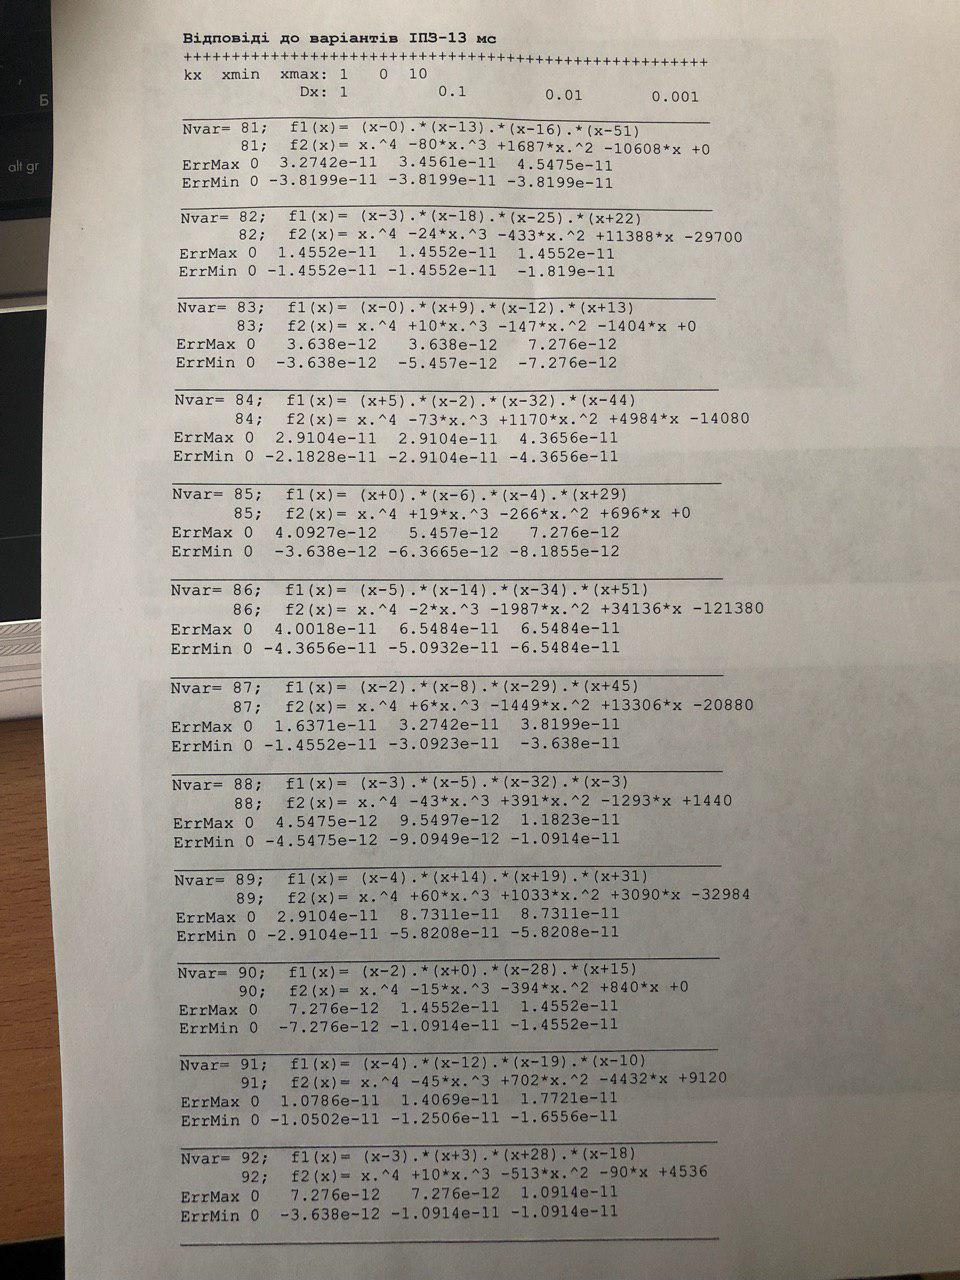 Відповіді до варіантів ІПЗ-13 мс
++++++++++++++++++++++++++++++++++++++++++++++++++++++
kx xmin xmax: 1 0 10
Dx: 1 0.1 0.01 0.001
Nvar= 81; f1(x)= (x-0).*(x-13).*(x-16).*(x-51)
81; f2(x)= x.^4 -80*x.^3 +1687*x.^2 -10608*x +0
ErrMax 0 3.2742e-11 3.4561e-11 4.5475e-11
ErrMin 0 -3.8199e-11 -3.8199e-11 -3.8199e-11
Nvar= 82; f1(x)= (x-3).*(x-18).*(x-25).*(x+22)
82; f2(x)= x.^4 -24*x.^3 -433*x.^2 +11388*x -29700
ErrMax 0 1.4552e-11 1.4552e-11 1.4552e-11
ErrMin 0 -1.4552e-11 -1.4552e-11 -1.819e-11
Nvar= 83; f1(x)= (x-0).*(x+9).*(x-12).*(x+13)
83; f2(x)= x.^4 +10*x.^3 -147*x.^2 -1404*x +0
ErrMax 0 3.638e-12 3.638e-12 7.276e-12
ErrMin 0 -3.638e-12 -5.457e-12 -7.276e-12
Nvar= 84; f1(x)= (x+5).*(x-2).*(x-32).*(x-44)
84; f2(x)= x.^4 -73*x.^3 +1170*x.^2 +4984*x -14080
ErrMax 0 2.9104e-11 2.9104e-11 4.3656e-11
ErrMin 0 -2.1828e-11 -2.9104e-11 -4.3656e-11
Nvar= 85; f1(x)= (x+0).*(x-6).*(x-4).*(x+29)
85; f2(x)= x.^4 +19*x.^3 -266*x.^2 +696*x +0
ErrMax 0 4.0927e-12 5.457e-12 7.276e-12
ErrMin 0 -3.638e-12 -6.3665e-12 -8.1855e-12
Nvar= 86; f1(x)= (x-5).*(x-14).*(x-34).*(x+51)
86; f2(x)= x.^4 -2*x.^3 -1987*x.^2 +34136*x -121380
ErrMax 0 4.0018e-11 6.5484e-11 6.5484e-11
ErrMin 0 -4.3656e-11 -5.0932e-11 -6.5484e-11
Nvar= 87; f1(x)= (x-2).*(x-8).*(x-29).*(x+45)
87; f2(x)= x.^4 +6*x.^3 -1449*x.^2 +13306*x -20880
ErrMax 0 1.6371e-11 3.2742e-11 3.8199e-11
ErrMin 0 -1.4552e-11 -3.0923e-11 -3.638e-11
Nvar= 88; f1(x)= (x-3).*(x-5).*(x-32).*(x-3)
88; f2(x)= x.^4 -43*x.^3 +391*x.^2 -1293*x +1440
ErrMax 0 4.5475e-12 9.5497e-12 1.1823e-11
ErrMin 0 -4.5475e-12 -9.0949e-12 -1.0914e-11
Nvar= 89; f1(x)= (x-4).*(x+14).*(x+19).*(x+31)
89; f2(x)= x.^4 +60*x.^3 +1033*x.^2 +3090*x -32984
ErrMax 0 2.9104e-11 8.7311e-11 8.7311e-11
ErrMin 0 -2.9104e-11 -5.8208e-11 -5.8208e-11
Nvar= 90; f1(x)= (x-2).*(x+0).*(x-28).*(x+15)
90; f2(x)= x.^4 -15*x.^3 -394*x.^2 +840*x +0
ErrMax 0 7.276e-12 1.4552e-11 1.4552e-11
ErrMin 0 -7.276e-12 -1.0914e-11 -1.4552e-11
Nvar= 91; f1(x)= (x-4).*(x-12).*(x-19).*(x-10)
91; f2(x)= x.^4 -45*x.^3 +702*x.^2 -4432*x +9120
ErrMax 0 1.0786e-11 1.4069e-11 1.7721e-11
ErrMin 0 -1.0502e-11 -1.2506e-11 -1.6556e-11
Nvar= 92; f1(x)= (x-3).*(x+3).*(x+28).*(x-18)
92; f2(x)= x.^4 +10*x.^3 -513*x.^2 -90*x +4536
ErrMax 0 7.276e-12 7.276e-12 1.0914e-11
ErrMin 0 -3.638e-12 -1.0914e-11 -1.0914e-11
Б
alt gr